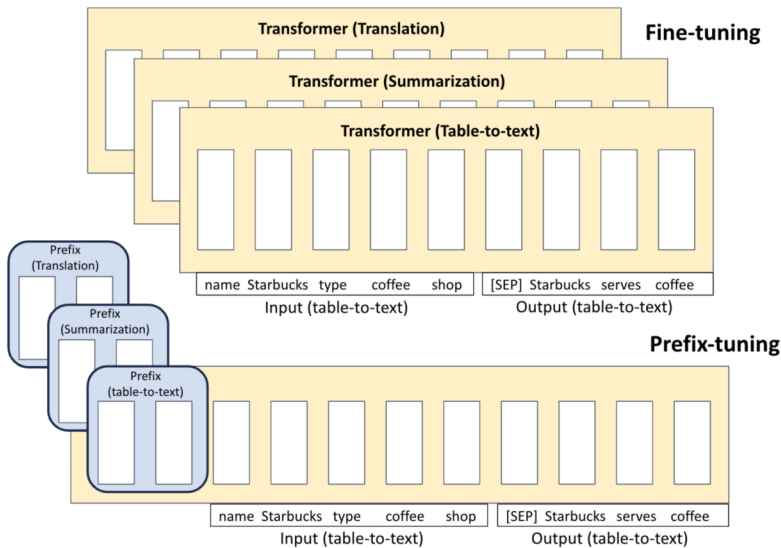 Transformer (Translation)
Fine-tuning
Transformer (Summarization)
Transformer (Table-to-text)
name Starbucks type coffee shop [SEP] Starbucks serves coffee
Input (table-to-text) Output (table-to-text)
Prefix
(Translation)
Prefix
(Summarization)
Prefix-tuning
Prefix
(table-to-text)
name Starbucks type coffee shop [SEP] Starbucks serves coffee
Input (table-to-text) Output (table-to-text)